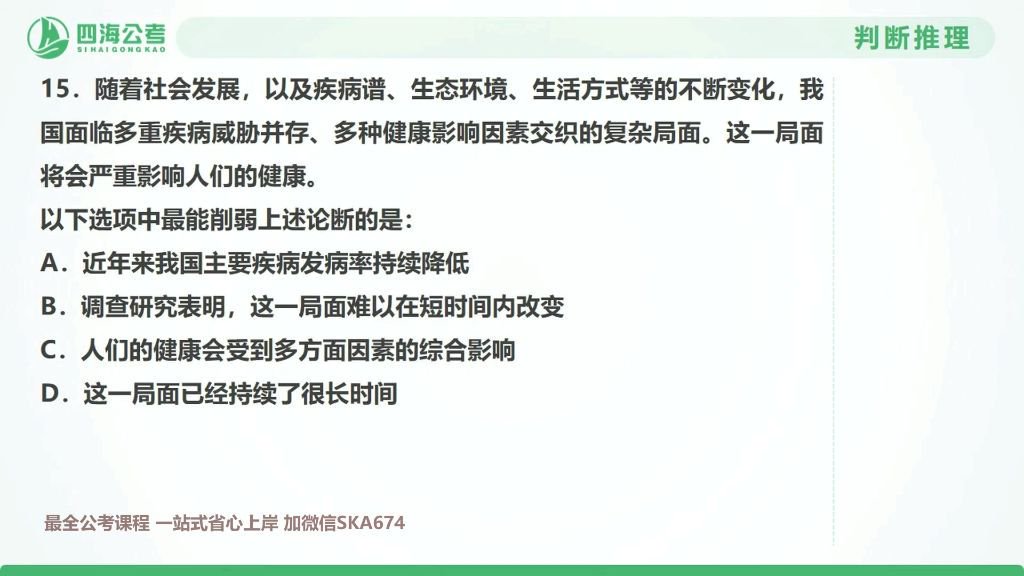 四海公考
SIHAIGONGKAO
判断推理
15. 随着社会发展，以及疾病谱、生态环境、生活方式等的不断变化，我
国面临多重疾病威胁并存、多种健康影响因素交织的复杂局面。这一局面
将会严重影响人们的健康。
以下选项中最能削弱上述论断的是：
A. 近年来我国主要疾病发病率持续降低
B. 调查研究表明，这一局面难以在短时间内改变
C. 人们的健康会受到多方面因素的综合影响
D. 这一局面已经持续了很长时间
最全公考课程 一站式省心上岸 加微信SKA674